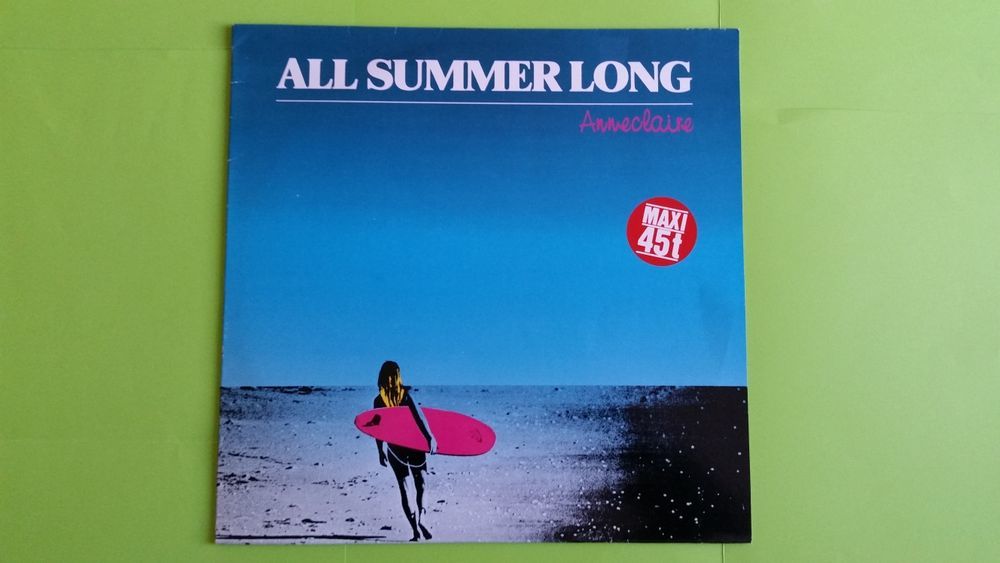 ALL SUMMER LONG
Anneclaire
MAXI
45t